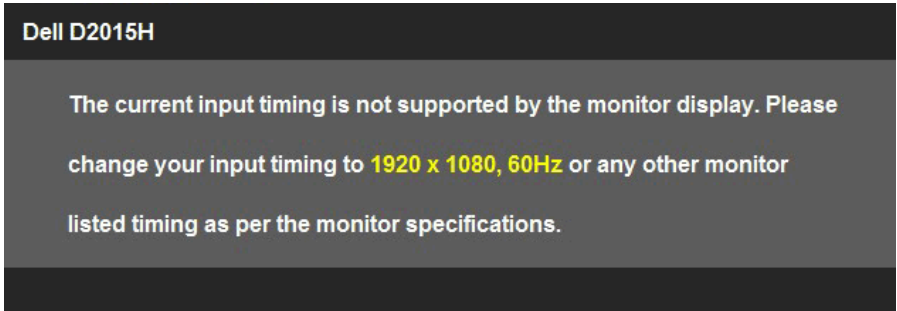 Dell D2015H
The current input timing is not supported by the monitor display. Please
change your input timing to 1920 x 1080, 60Hz or any other monitor
listed timing as per the monitor specifications.